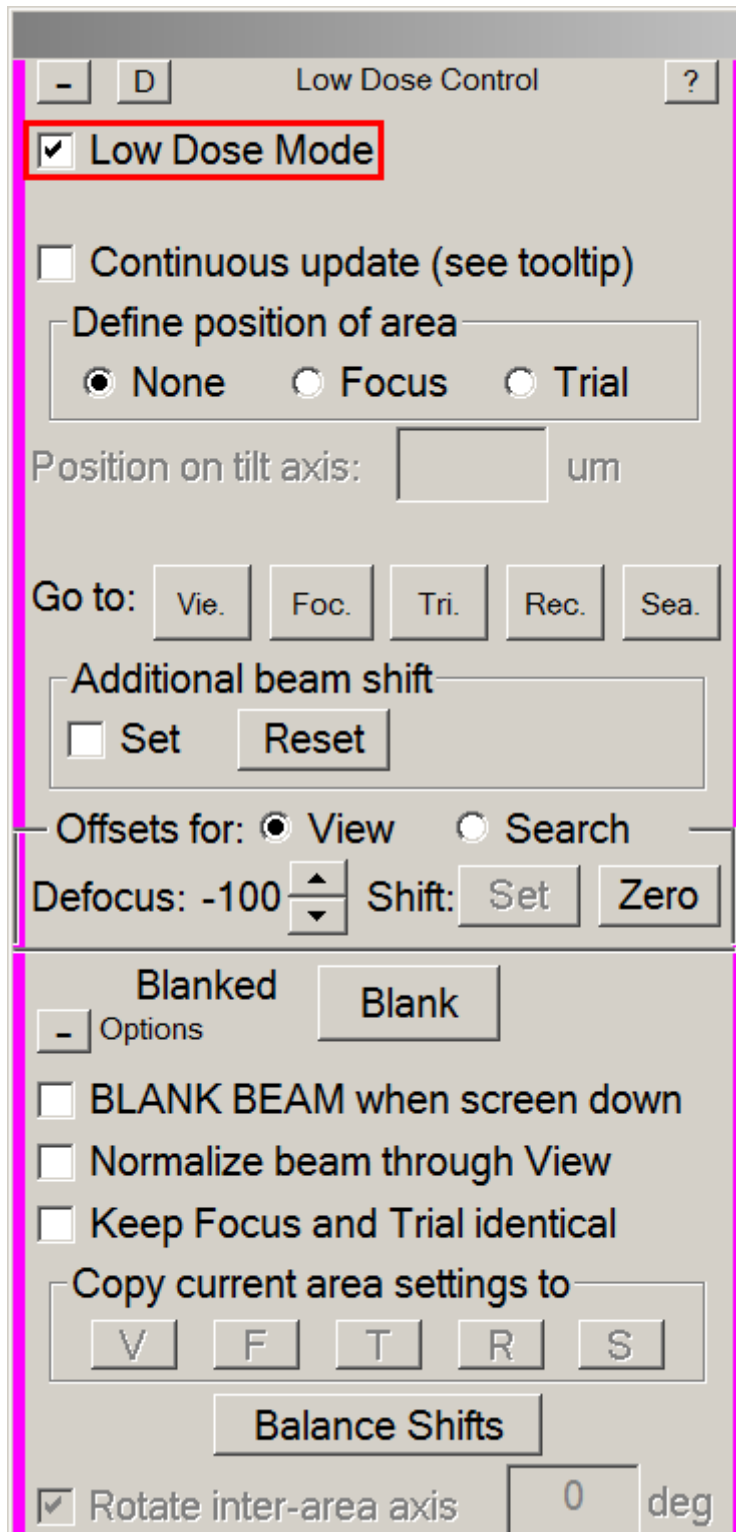 - D Low Dose Control ?
Low Dose Mode
Continuous update (see tooltip)
Define position of area
None Focus Trial
Position on tilt axis: um
Go to: Vie. Foc. Tri. Rec. Sea.
Additional beam shift
Set Reset
Offsets for: View Search
Defocus: -100 Shift: Set Zero
Blanked Blank
- Options
BLANK BEAM when screen down
Normalize beam through View
Keep Focus and Trial identical
Copy current area settings to
V F T R S
Balance Shifts
Rotate inter-area axis 0 deg